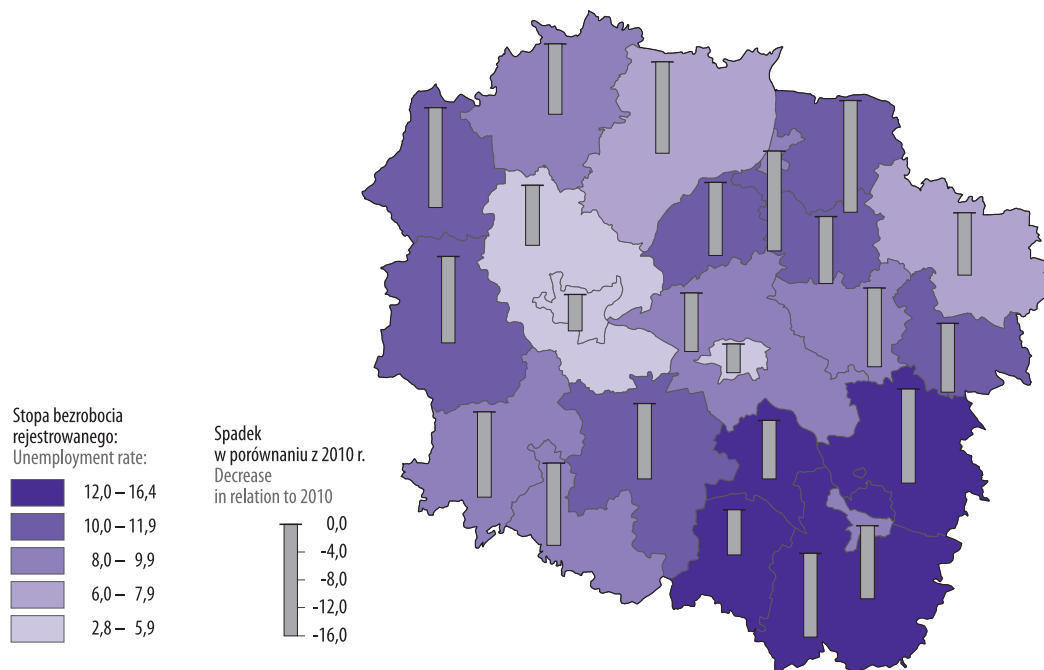 Stopa bezrobocia
rejestrowanego:
Unemployment rate:
12,0 – 16,4
10,0 – 11,9
8,0 – 9,9
6,0 – 7,9
2,8 – 5,9
Spadek
w porównaniu z 2010 r.
Decrease
in relation to 2010
0,0
-4,0
-8,0
-12,0
-16,0